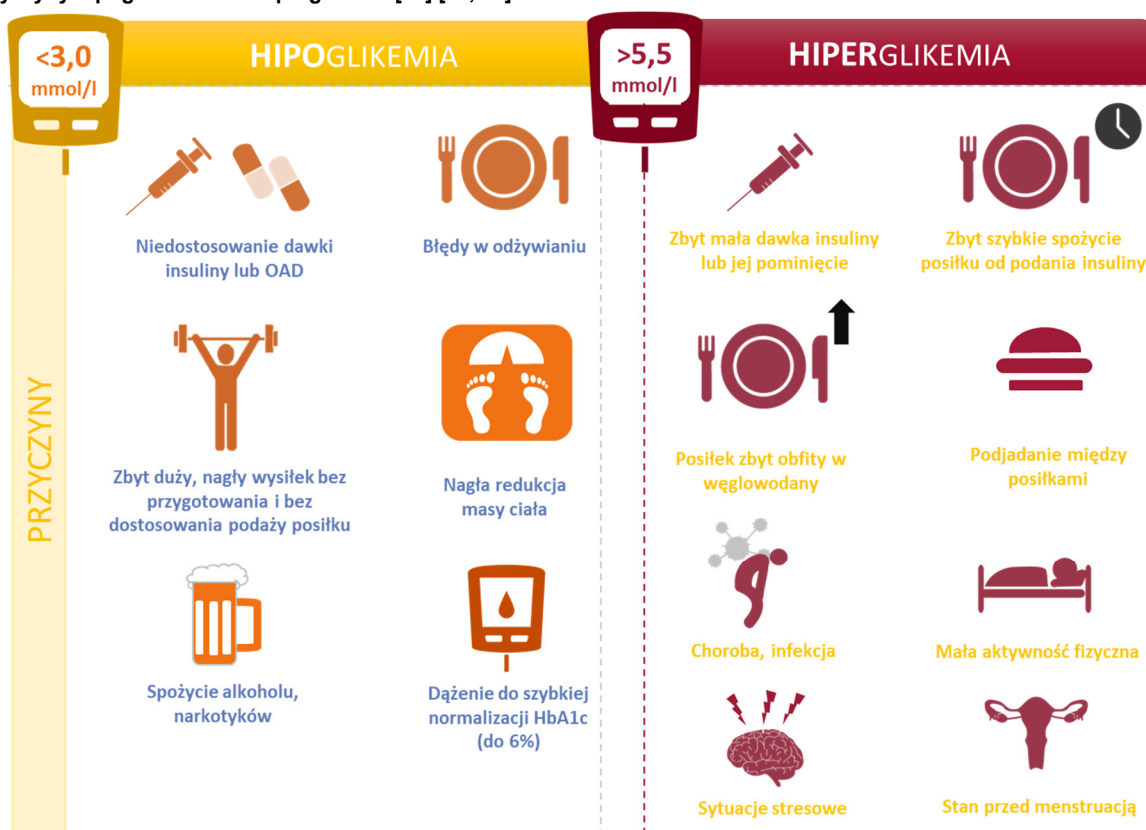 <3,0
mmol/l
HIPOGLIKEMIA
>5,5
mmol/l
HIPERGLIKEMIA
PRZYCZYNY
Niedostosowanie dawki
insuliny lub OAD
Błędy w odżywianiu
Zbyt duży, nagły wysiłek bez
przygotowania i bez
dostosowania podaży posiłku
Nagła redukcja
masy ciała
Spożycie alkoholu,
narkotyków
Dążenie do szybkiej
normalizacji HbA1c
(do 6%)
Zbyt mała dawka insuliny
lub jej pominięcie
Zbyt szybkie spożycie
posiłku od podania insuliny
Posiłek zbyt obfity w
węglowodany
Podjadanie między
posiłkami
Choroba, infekcja
Mała aktywność fizyczna
Sytuacje stresowe
Stan przed menstruacją